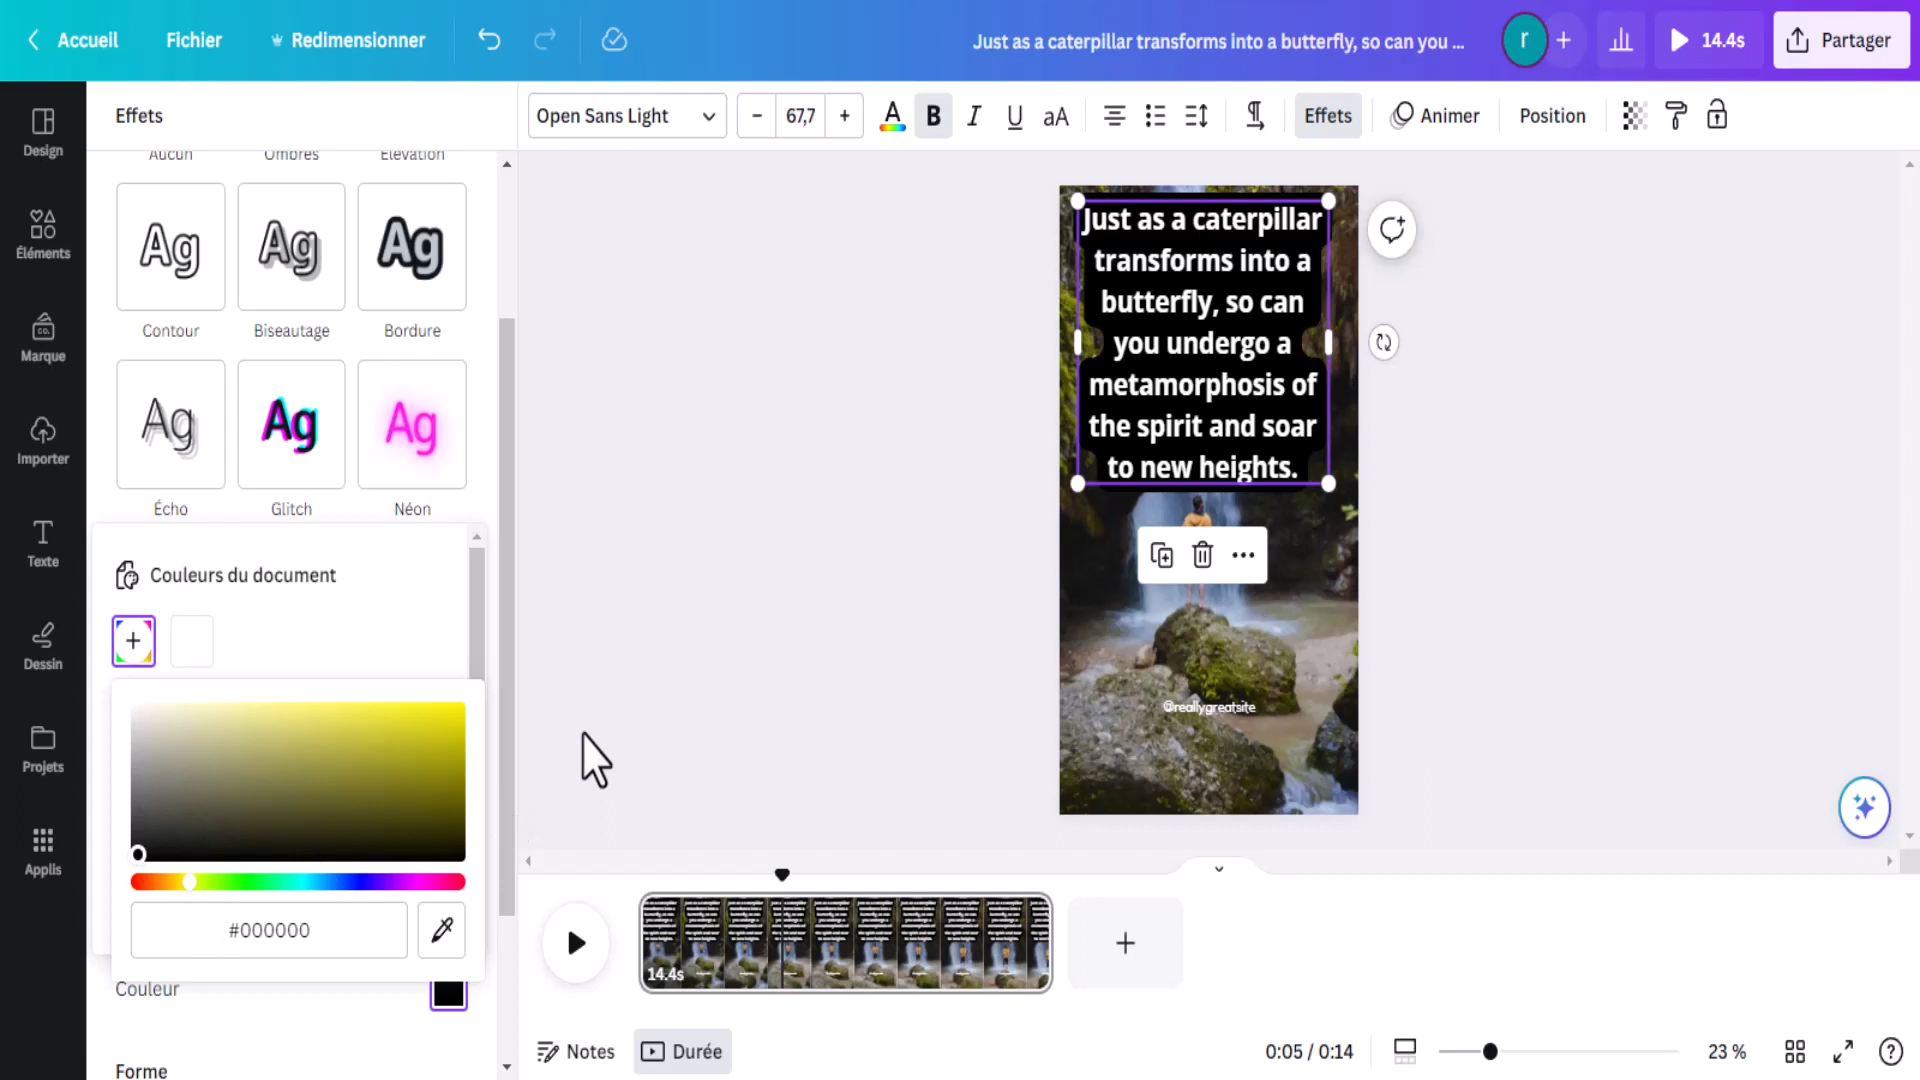 Accueil
Fichier
Redimensionner
Just as a caterpillar transforms into a butterfly, so can you ...
r
14.4s
Partager
Design
Éléments
Marque
Importer
Texte
Dessin
Projets
Applis
Effets
Open Sans Light
67,7
A
B
I
U
aA
Effets
Animer
Position
Aucun
Ombres
Élévation
Ag
Ag
Ag
Contour
Biseautage
Bordure
Ag
Ag
Ag
Écho
Glitch
Néon
Couleurs du document
#000000
Couleur
Forme
Just as a caterpillar
transforms into a
butterfly, so can
you undergo a
metamorphosis of
the spirit and soar
to new heights.
@reallygreatsite
14.4s
Notes
Durée
0:05 / 0:14
23 %